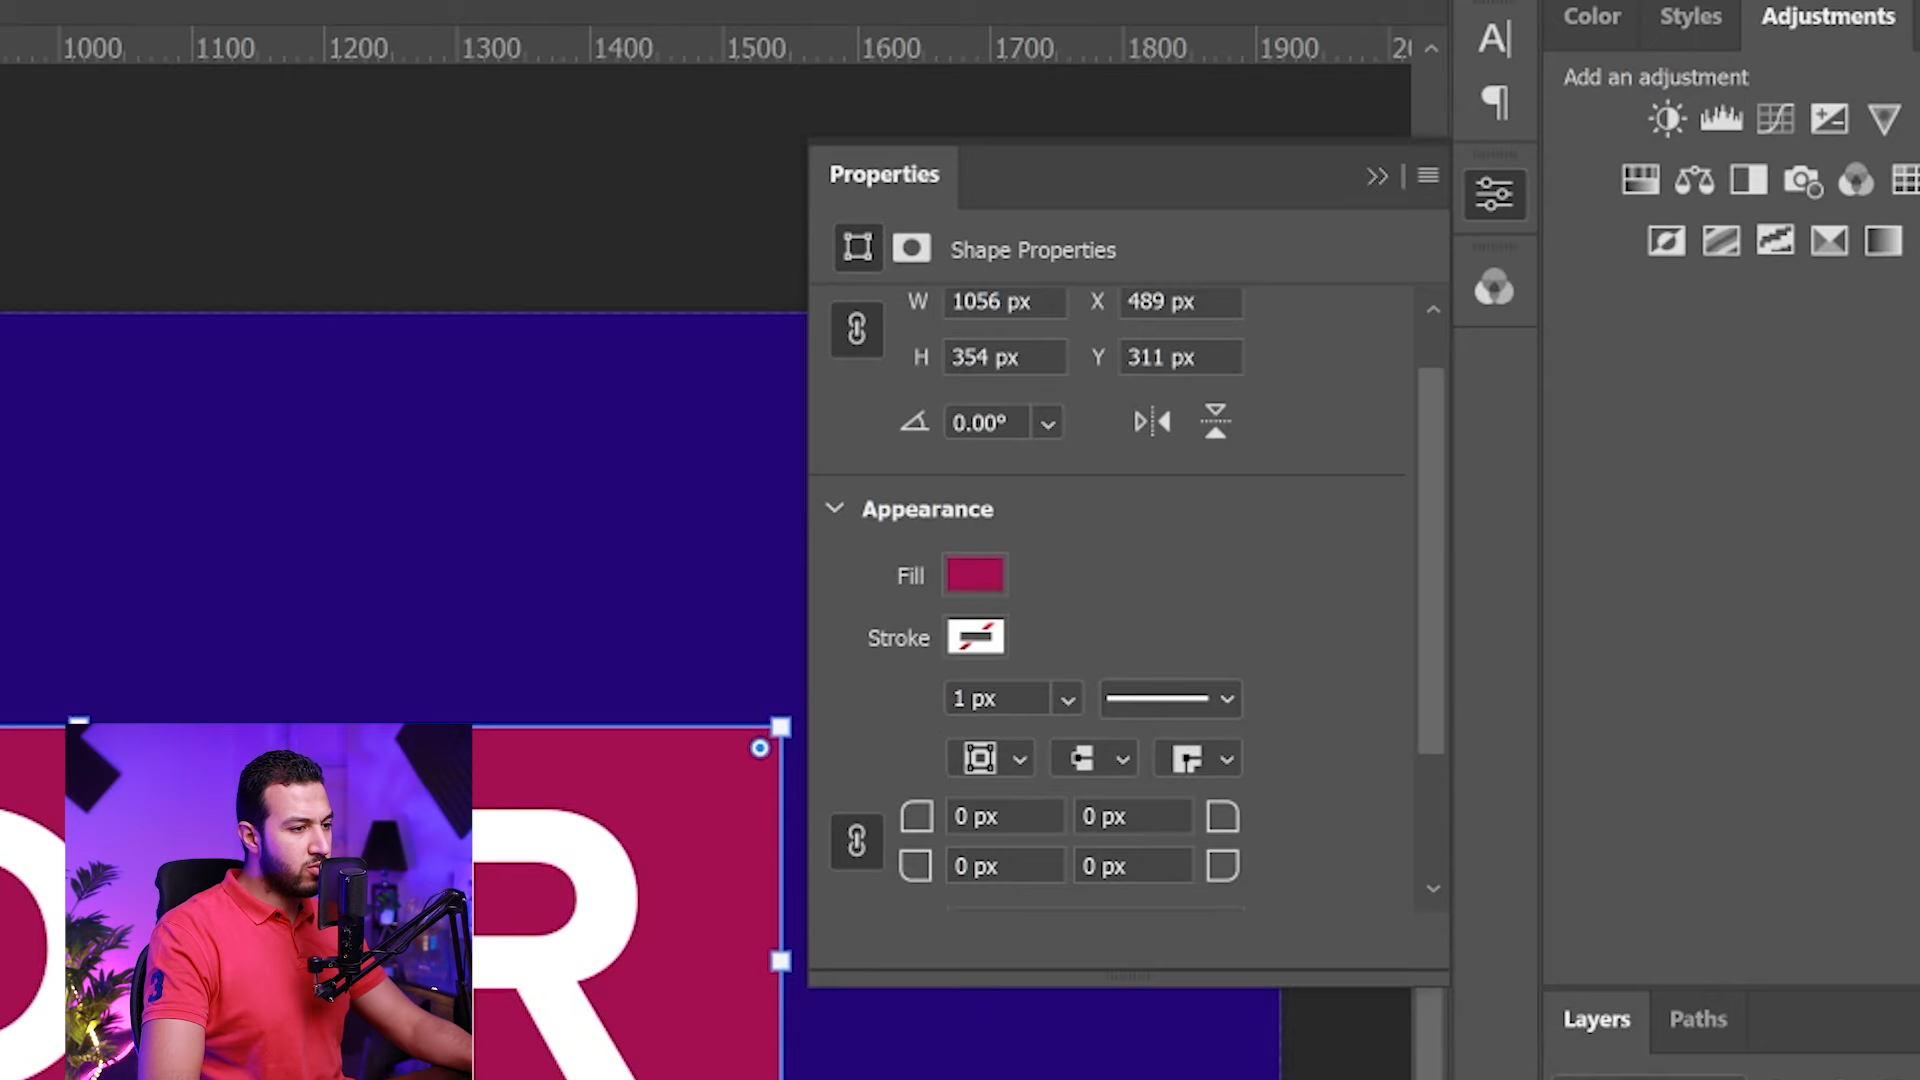 1000 1100 1200 1300 1400 1500 1600 1700 1800 1900
Color Styles Adjustments
Add an adjustment
Properties
Shape Properties
W 1056 px X 489 px
H 354 px Y 311 px
0.00°
Appearance
Fill
Stroke
1 px
0 px 0 px
0 px 0 px
R
3
Layers Paths